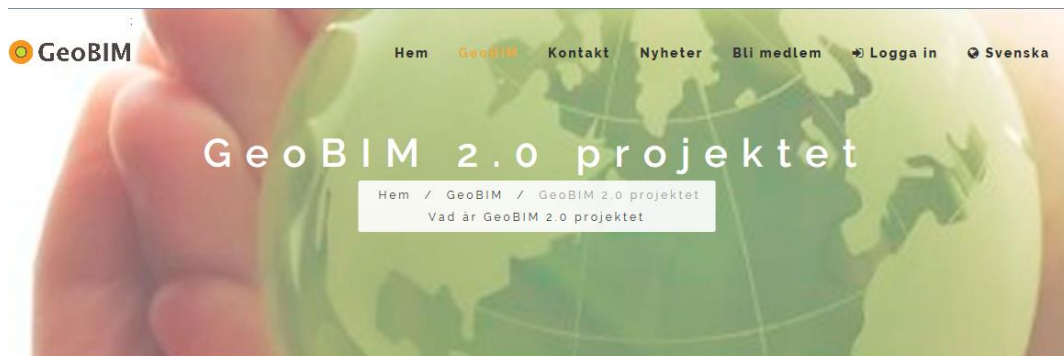 GeoBIM Hem GeoBIM Kontakt Nyheter Bli medlem Logga in Svenska
GeoBIM 2.0 projektet
Hem / GeoBIM / GeoBIM 2.0 projektet
Vad är GeoBIM 2.0 projektet